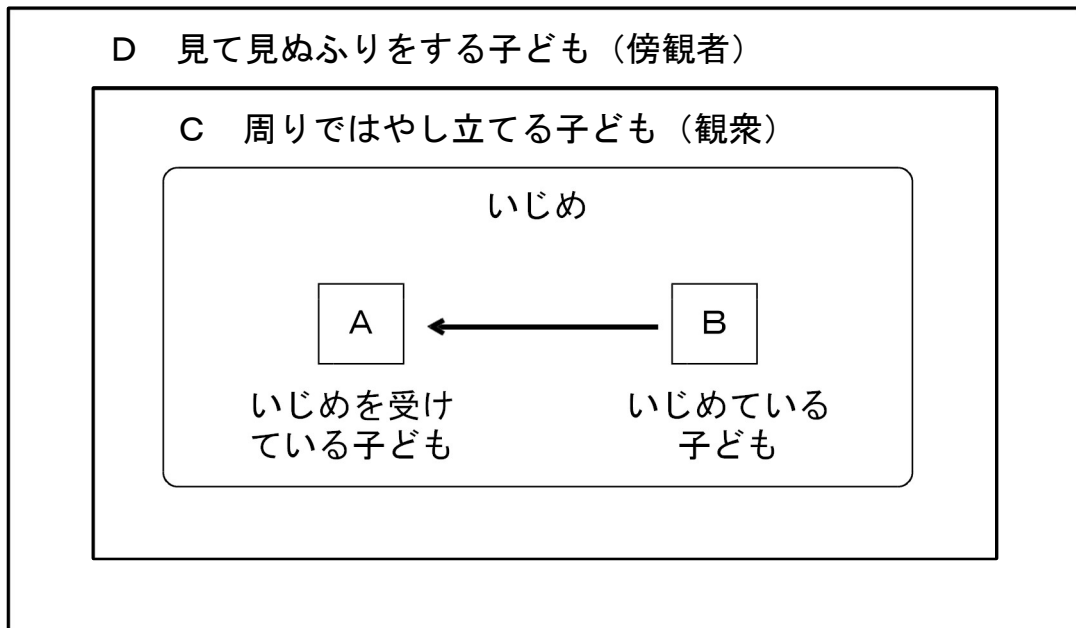 D　見て見ぬふりをする子ども（傍観者）
C　周りではやし立てる子ども（観衆）
いじめ
A
B
いじめを受け
ている子ども
いじめている
子ども